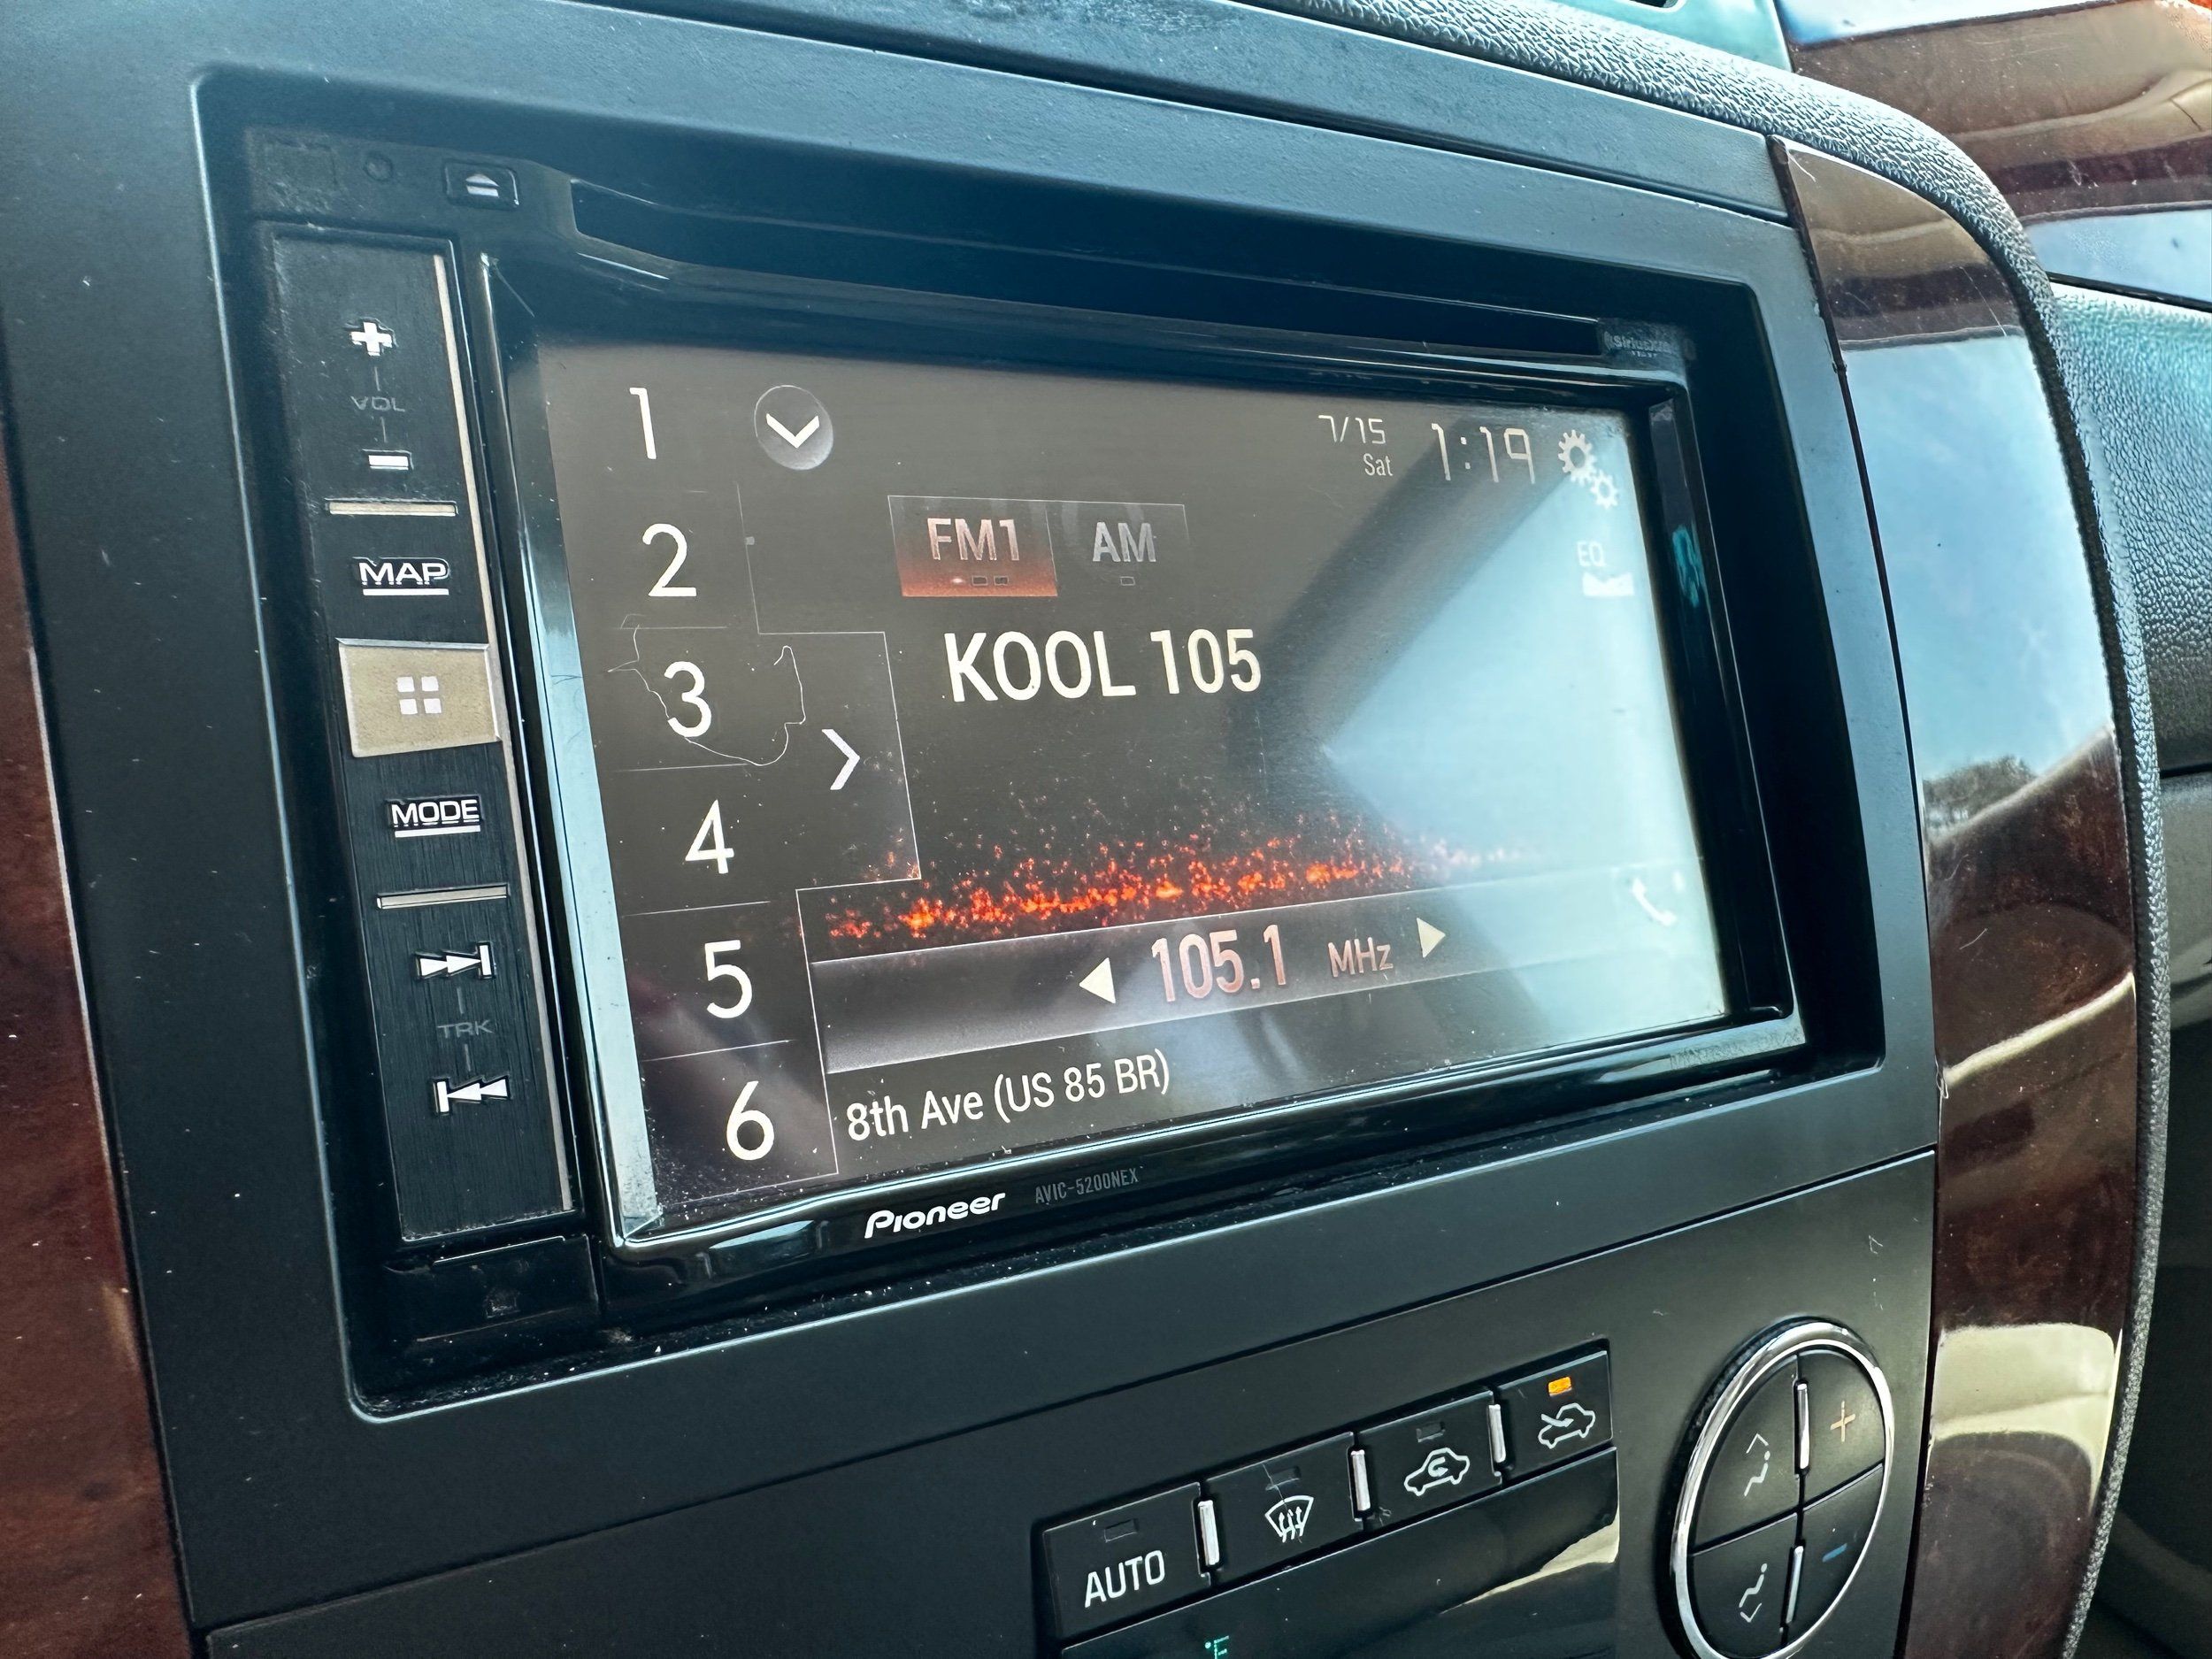 VOL
MAP
MODE
TRK
SiriusXM
1
2
3
4
5
6
7/15
Sat
1:19
FM1
AM
EQ
KOOL 105
105.1 MHz
8th Ave (US 85 BR)
Pioneer
AVIC-5200NEX
AUTO
°F